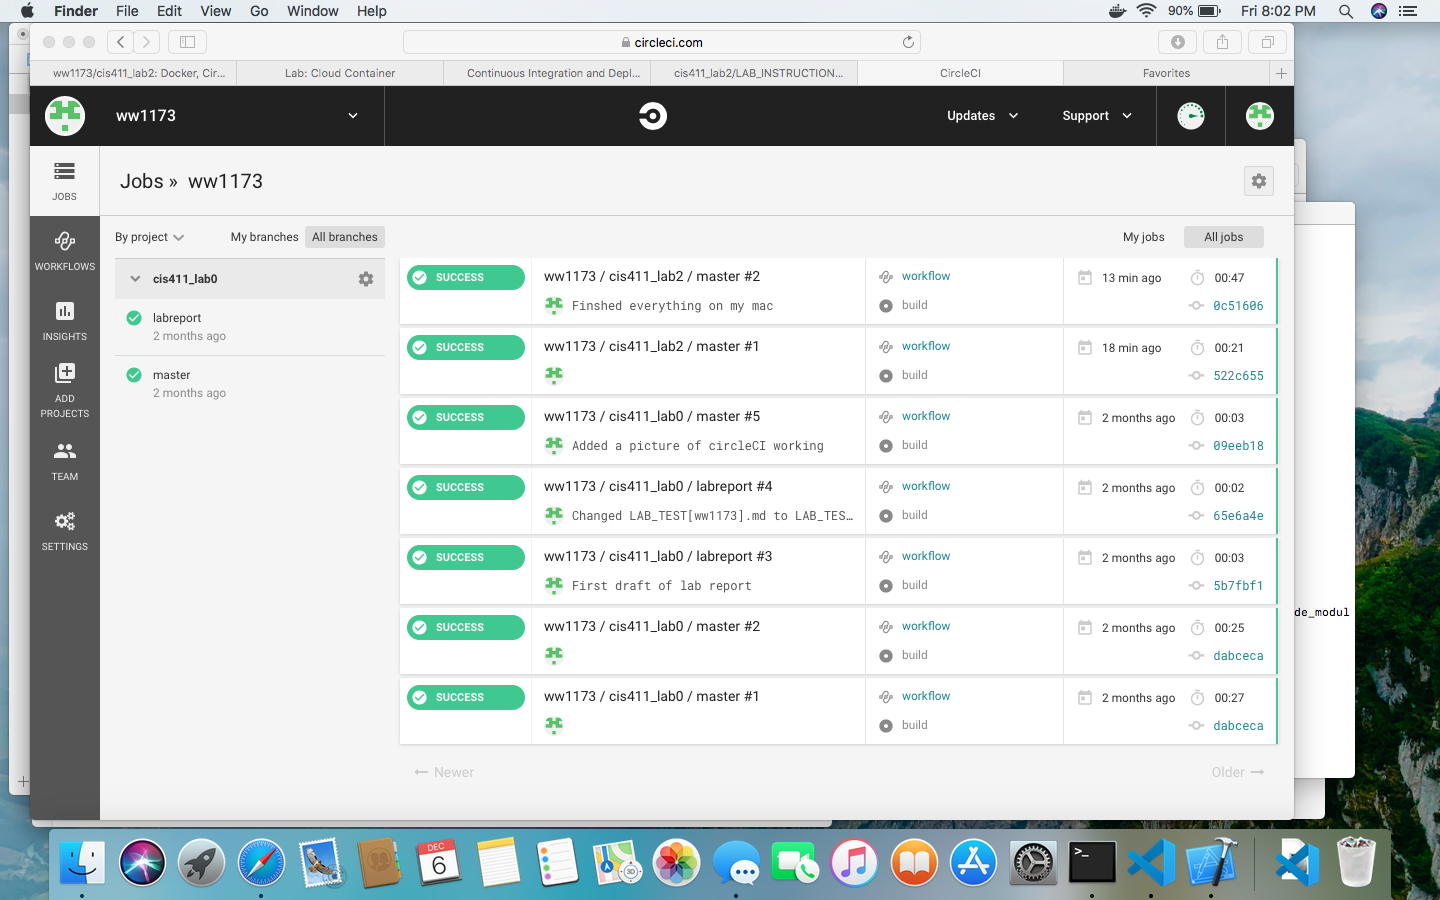 Finder File Edit View Go Window Help 90% Fri 8:02 PM
circleci.com
ww1173/cis411_lab2: Docker, Cir... Lab: Cloud Container Continuous Integration and Depl... cis411_lab2/LAB_INSTRUCTION... CircleCI Favorites
ww1173 Updates Support
JOBS
WORKFLOWS
INSIGHTS
ADD
PROJECTS
TEAM
SETTINGS
Jobs » ww1173
By project My branches All branches My jobs All jobs
cis411_lab0
labreport
2 months ago
master
2 months ago
SUCCESS ww1173 / cis411_lab2 / master #2 workflow 13 min ago 00:47
Finshed everything on my mac build 0c51606
SUCCESS ww1173 / cis411_lab2 / master #1 workflow 18 min ago 00:21
build 522c655
SUCCESS ww1173 / cis411_lab0 / master #5 workflow 2 months ago 00:03
Added a picture of circleCI working build 09eeb18
SUCCESS ww1173 / cis411_lab0 / labreport #4 workflow 2 months ago 00:02
Changed LAB_TEST[ww1173].md to LAB_TES... build 65e6a4e
SUCCESS ww1173 / cis411_lab0 / labreport #3 workflow 2 months ago 00:03
First draft of lab report build 5b7fbf1
SUCCESS ww1173 / cis411_lab0 / master #2 workflow 2 months ago 00:25
build dabceca
SUCCESS ww1173 / cis411_lab0 / master #1 workflow 2 months ago 00:27
build dabceca
de_modul
← Newer Older →
DEC
6
3D
>_